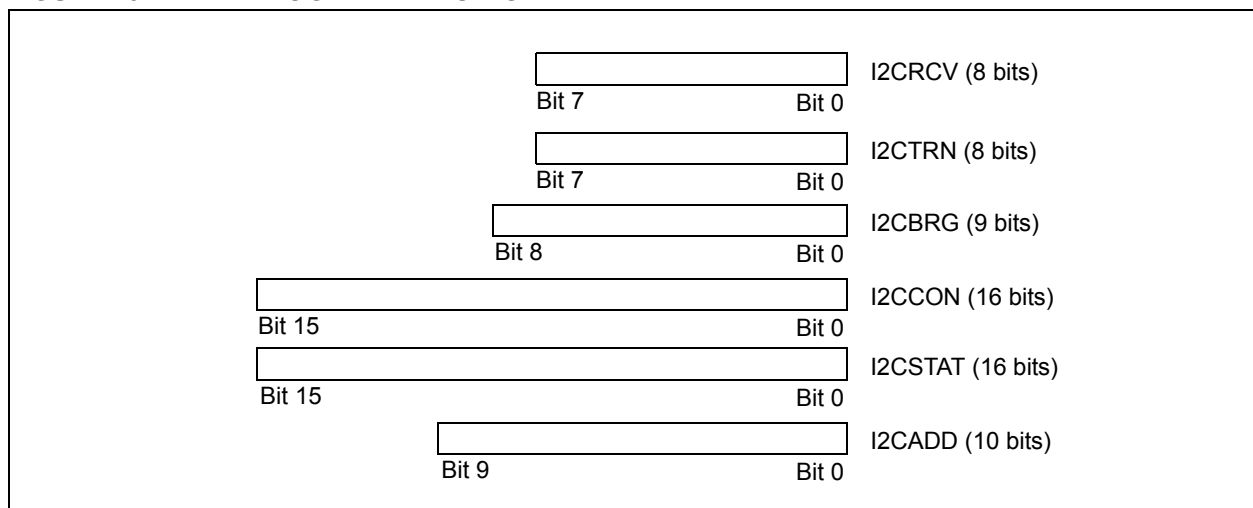 I2CRCV (8 bits)
Bit 7 Bit 0
I2CTRN (8 bits)
Bit 7 Bit 0
I2CBRG (9 bits)
Bit 8 Bit 0
I2CCON (16 bits)
Bit 15 Bit 0
I2CSTAT (16 bits)
Bit 15 Bit 0
I2CADD (10 bits)
Bit 9 Bit 0